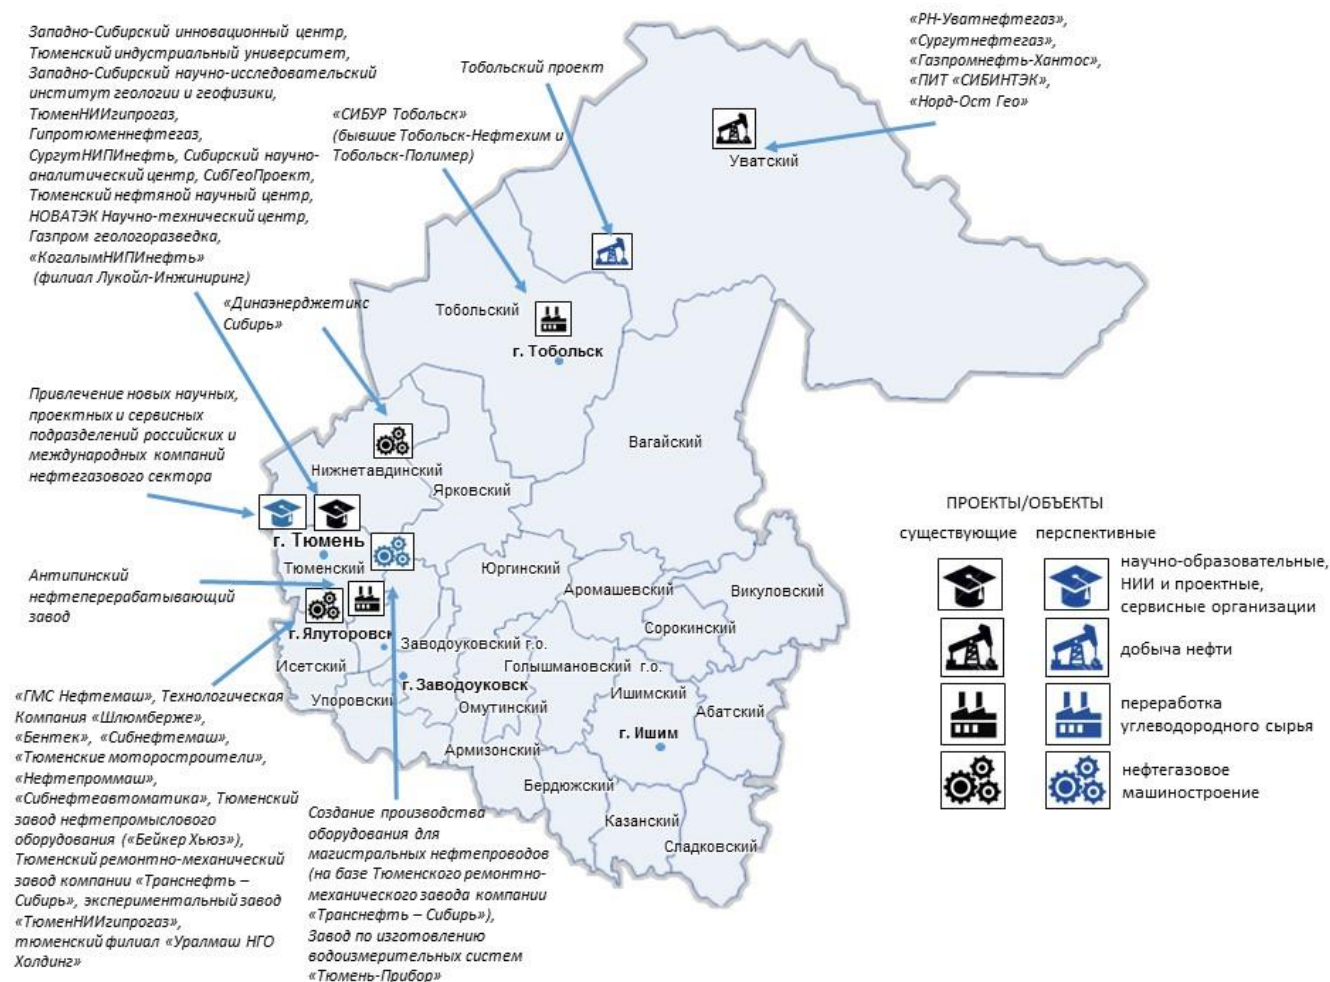 Западно-Сибирский инновационный центр,
Тюменский индустриальный университет,
Западно-Сибирский научно-исследовательский
институт геологии и геофизики,
ТюменНИИгипрогаз,
Гипротюменнефтегаз,
СургутНИПИнефть, Сибирский научно-
аналитический центр, СибГеоПроект,
Тюменский нефтяной научный центр,
НОВАТЭК Научно-технический центр,
Газпром геологоразведка,
«КогалымНИПИнефть»
(филиал Лукойл-Инжиниринг)
«СИБУР Тобольск»
(бывшие Тобольск-Нефтехим и
Тобольск-Полимер)
Тобольский проект
«РН-Уватнефтегаз»,
«Сургутнефтегаз»,
«Газпромнефть-Хантос»,
«ПИТ «СИБИНТЭК»,
«Норд-Ост Гео»
«Динаэнерджетикс
Сибирь»
Привлечение новых научных,
проектных и сервисных
подразделений российских и
международных компаний
нефтегазового сектора
Антипинский
нефтеперерабатывающий
завод
«ГМС Нефтемаш», Технологическая
Компания «Шлюмберже»,
«Бентек», «Сибнефтемаш»,
«Тюменские моторостроители»,
«Нефтепроммаш»,
«Сибнефтеавтоматика», Тюменский
завод нефтепромыслового
оборудования («Бейкер Хьюз»),
Тюменский ремонтно-механический
завод компании «Транснефть –
Сибирь», экспериментальный завод
«ТюменНИИгипрогаз»,
тюменский филиал «Уралмаш НГО
Холдинг»
Создание производства
оборудования для
магистральных нефтепроводов
(на базе Тюменского ремонтно-
механического завода компании
«Транснефть – Сибирь»),
Завод по изготовлению
водоизмерительных систем
«Тюмень-Прибор»
Уватский
Тобольский
г. Тобольск
Вагайский
Нижнетавдинский
Ярковский
г. Тюмень
Тюменский
Юргинский
Аромашевский
Викуловский
Сорокинский
г. Ялуторовск
Заводоуковский г.о.
Голышмановский г.о.
Исетский
г. Заводоуковск
Упоровский
Омутинский
Ишимский
Абатский
г. Ишим
Армизонский
Бердюжский
Казанский
Сладковский
ПРОЕКТЫ/ОБЪЕКТЫ
существующие перспективные
научно-образовательные,
НИИ и проектные,
сервисные организации
добыча нефти
переработка
углеводородного сырья
нефтегазовое
машиностроение